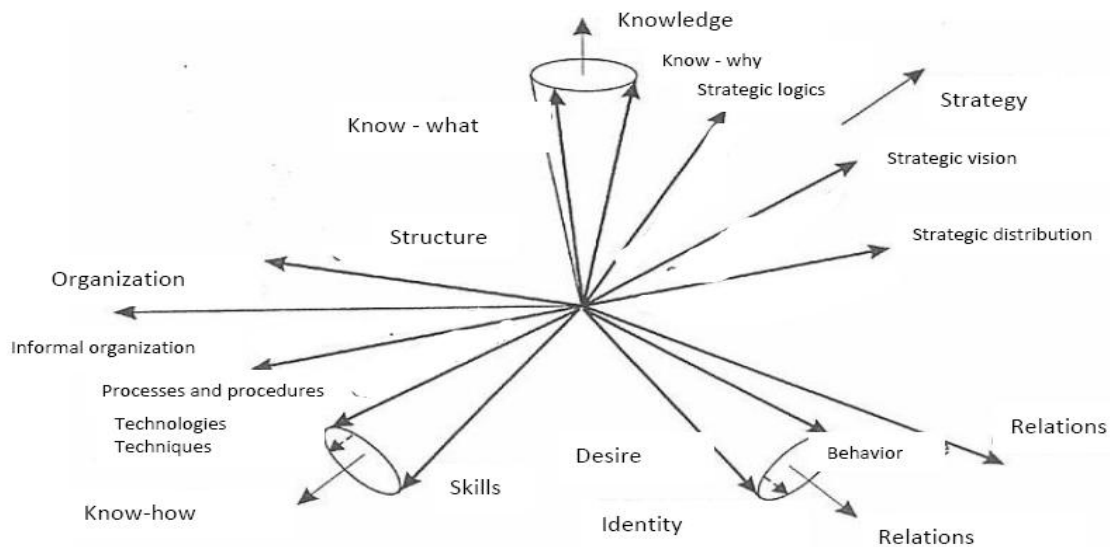 Knowledge
Know - why
Strategic logics
Strategy
Know - what
Strategic vision
Structure
Strategic distribution
Organization
Informal organization
Processes and procedures
Technologies
Techniques
Relations
Behavior
Desire
Skills
Know-how
Identity
Relations